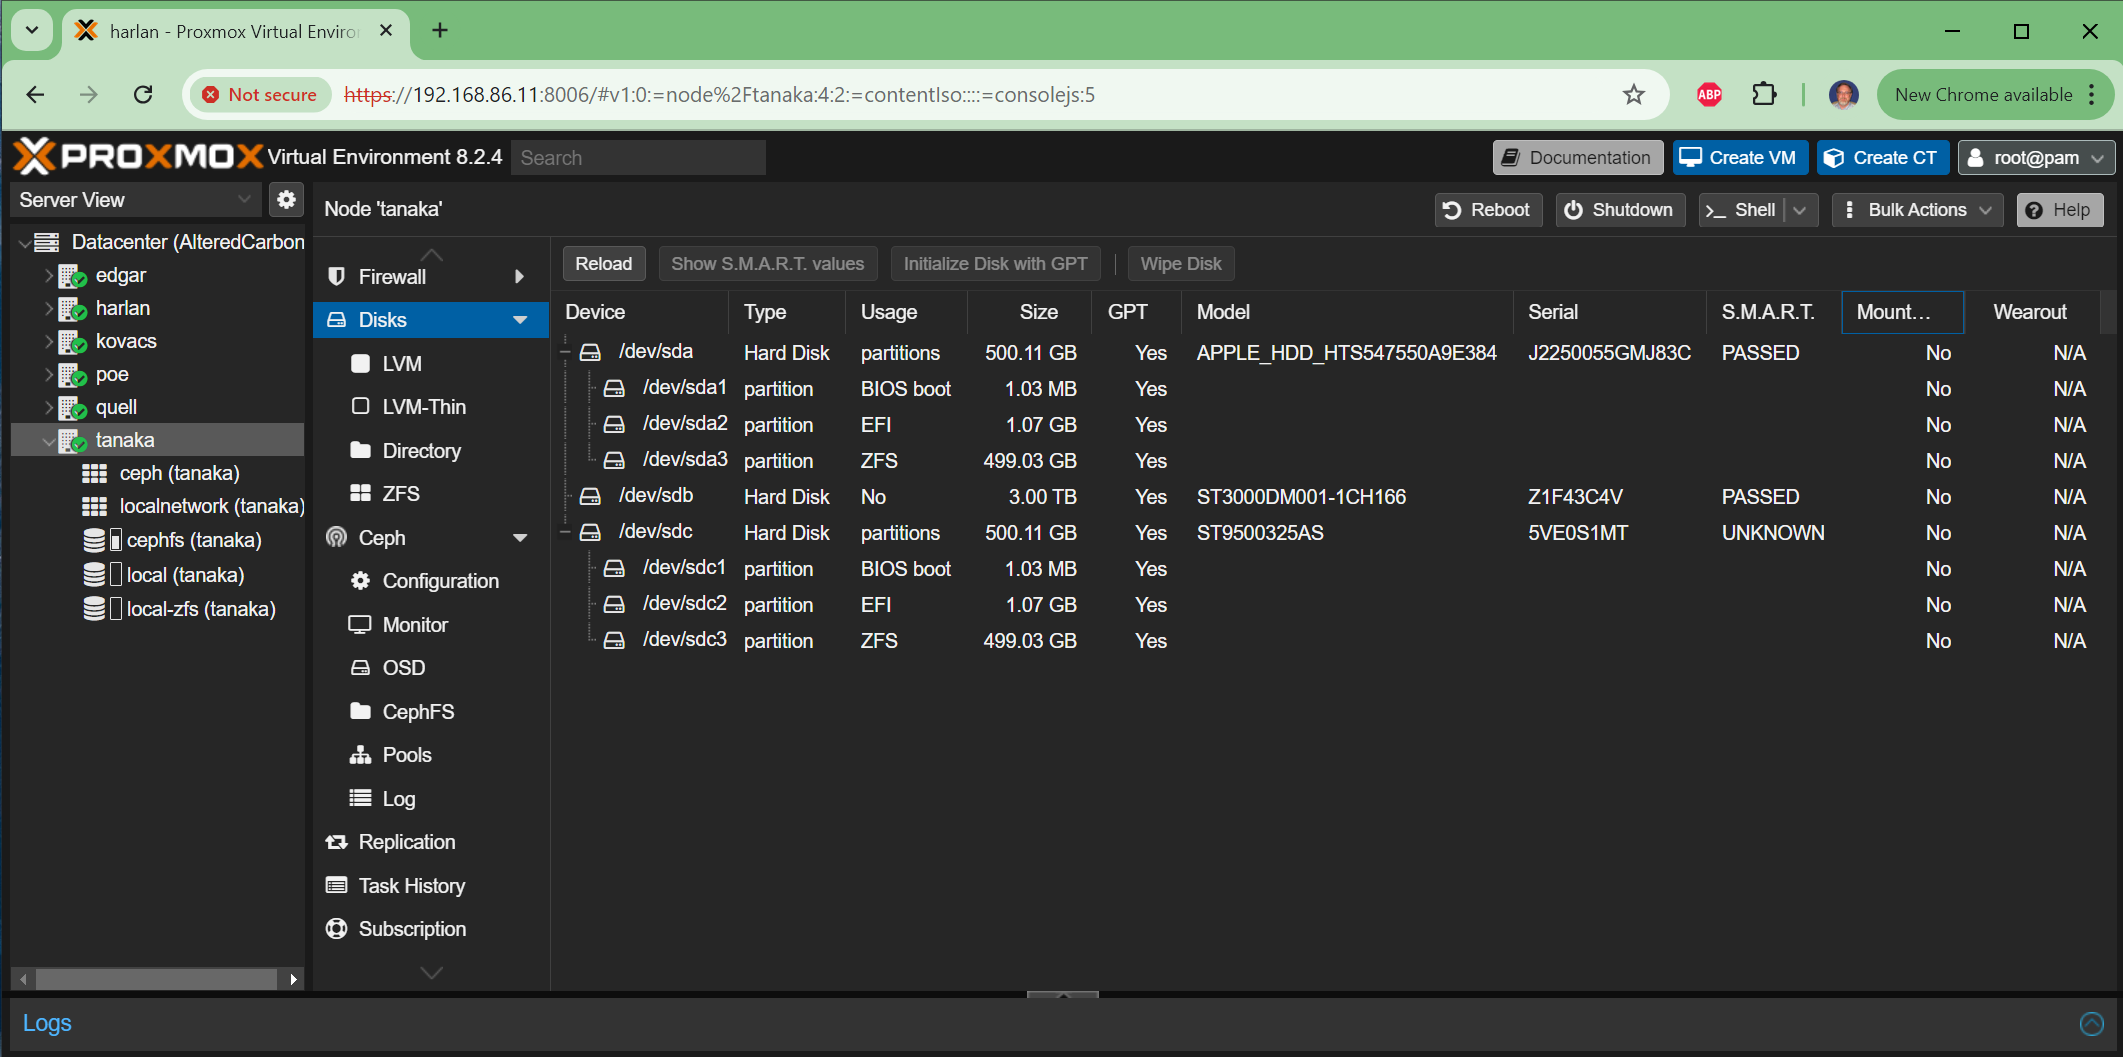 harlan - Proxmox Virtual Enviro
Not secure https://192.168.86.11:8006/#v1:0:=node%2Ftanaka:4:2:=contentIso::::=consolejs:5 ABP New Chrome available
PROXMOX Virtual Environment 8.2.4 Search Documentation Create VM Create CT root@pam
Server View
Node 'tanaka' Reboot Shutdown >_ Shell Bulk Actions Help
Datacenter (AlteredCarbon
edgar
harlan
kovacs
poe
quell
tanaka
ceph (tanaka)
localnetwork (tanaka)
cephfs (tanaka)
local (tanaka)
local-zfs (tanaka)
Firewall
Disks
LVM
LVM-Thin
Directory
ZFS
Ceph
Configuration
Monitor
OSD
CephFS
Pools
Log
Replication
Task History
Subscription
Reload Show S.M.A.R.T. values Initialize Disk with GPT Wipe Disk
Device Type Usage Size GPT Model Serial S.M.A.R.T. Mount... Wearout
/dev/sda Hard Disk partitions 500.11 GB Yes APPLE_HDD_HTS547550A9E384 J2250055GMJ83C PASSED No N/A
/dev/sda1 partition BIOS boot 1.03 MB Yes No N/A
/dev/sda2 partition EFI 1.07 GB Yes No N/A
/dev/sda3 partition ZFS 499.03 GB Yes No N/A
/dev/sdb Hard Disk No 3.00 TB Yes ST3000DM001-1CH166 Z1F43C4V PASSED No N/A
/dev/sdc Hard Disk partitions 500.11 GB Yes ST9500325AS 5VE0S1MT UNKNOWN No N/A
/dev/sdc1 partition BIOS boot 1.03 MB Yes No N/A
/dev/sdc2 partition EFI 1.07 GB Yes No N/A
/dev/sdc3 partition ZFS 499.03 GB Yes No N/A
Logs